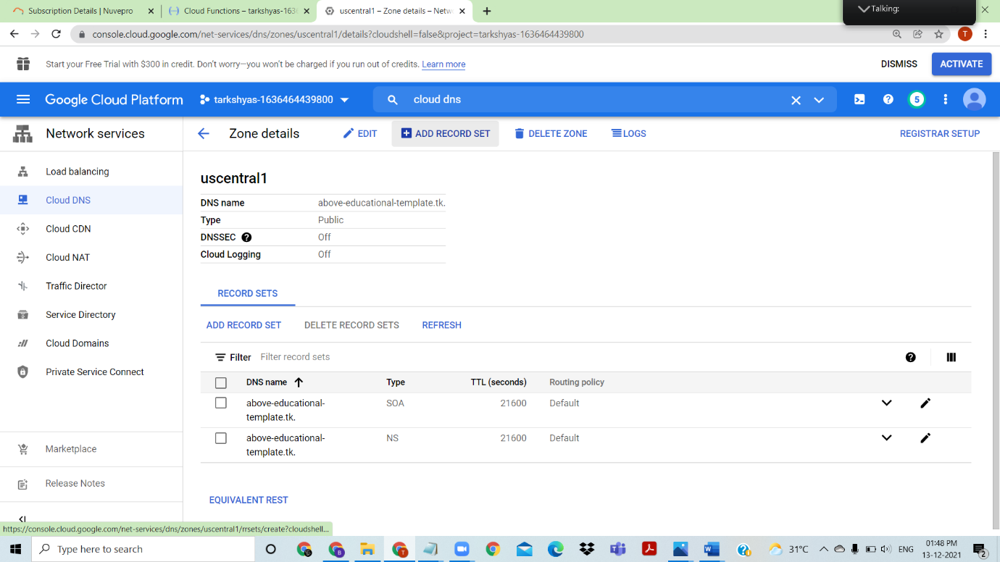 Subscription Details | Nuvepro
Cloud Functions – tarkshyas-163
uscentral1 – Zone details – Netw
Talking:
console.cloud.google.com/net-services/dns/zones/uscentral1/details?cloudshell=false&project=tarkshyas-1636464439800
T
Start your Free Trial with $300 in credit. Don't worry—you won't be charged if you run out of credits. Learn more
DISMISS
ACTIVATE
Google Cloud Platform
tarkshyas-1636464439800
cloud dns
5
Network services
Zone details
EDIT
ADD RECORD SET
DELETE ZONE
LOGS
REGISTRAR SETUP
Load balancing
Cloud DNS
Cloud CDN
Cloud NAT
Traffic Director
Service Directory
Cloud Domains
Private Service Connect
Marketplace
Release Notes
uscentral1
DNS name above-educational-template.tk.
Type Public
DNSSEC Off
Cloud Logging Off
RECORD SETS
ADD RECORD SET DELETE RECORD SETS REFRESH
Filter Filter record sets
DNS name Type TTL (seconds) Routing policy
above-educational- SOA 21600 Default
template.tk.
above-educational- NS 21600 Default
template.tk.
EQUIVALENT REST
https://console.cloud.google.com/net-services/dns/zones/uscentral1/rrsets/create?cloudshell...
Type here to search
31°C
ENG
01:48 PM
13-12-2021
2